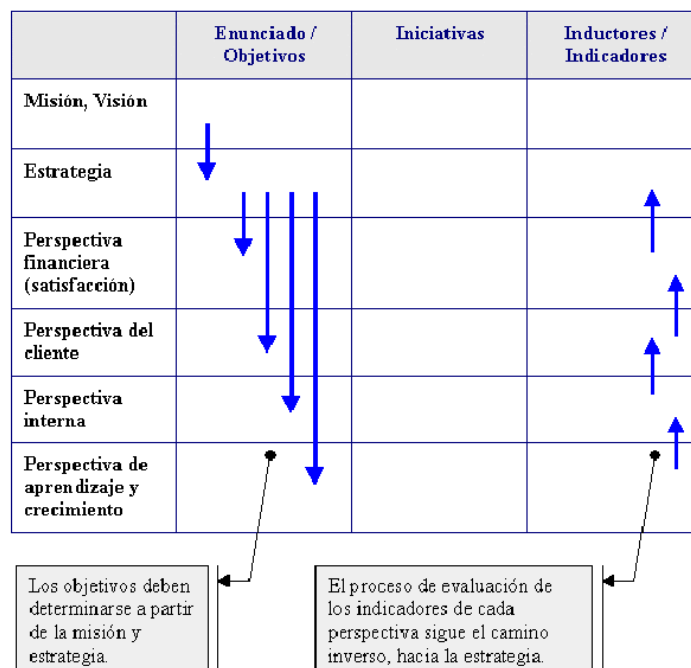 Enunciado /
Objetivos
Iniciativas
Inductores /
Indicadores
Misión, Visión
Estrategia
Perspectiva
financiera
(satisfacción)
Perspectiva del
cliente
Perspectiva
interna
Perspectiva de
aprendizaje y
crecimiento
Los objetivos deben
determinarse a partir
de la misión y
estrategia.
El proceso de evaluación de
los indicadores de cada
perspectiva sigue el camino
inverso, hacia la estrategia.